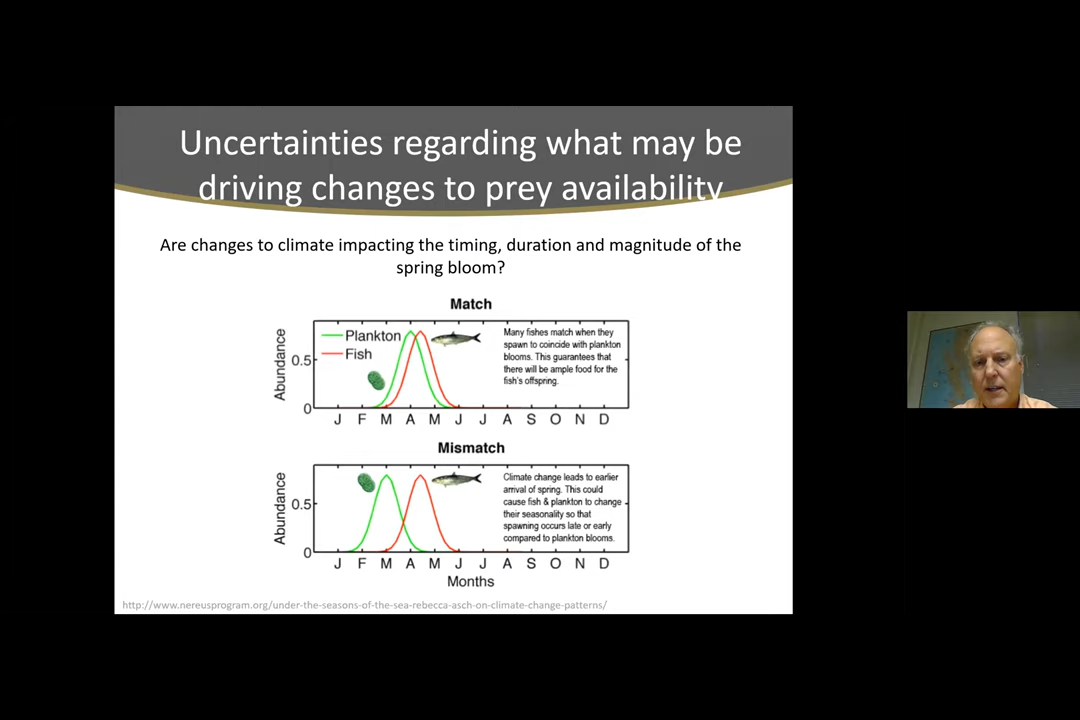 Uncertainties regarding what may be
driving changes to prey availability
Are changes to climate impacting the timing, duration and magnitude of the
spring bloom?
Match
Plankton
Fish
Abundance
0.5
0
Many fishes match when they
spawn to coincide with plankton
blooms. This guarantees that
there will be ample food for the
fish's offspring.
J F M A M J J A S O N D
Mismatch
Abundance
0.5
0
Climate change leads to earlier
arrival of spring. This could
cause fish & plankton to change
their seasonality so that
spawning occurs late or early
compared to plankton blooms.
J F M A M J J A S O N D
Months
http://www.nereusprogram.org/under-the-seasons-of-the-sea-rebecca-asch-on-climate-change-patterns/